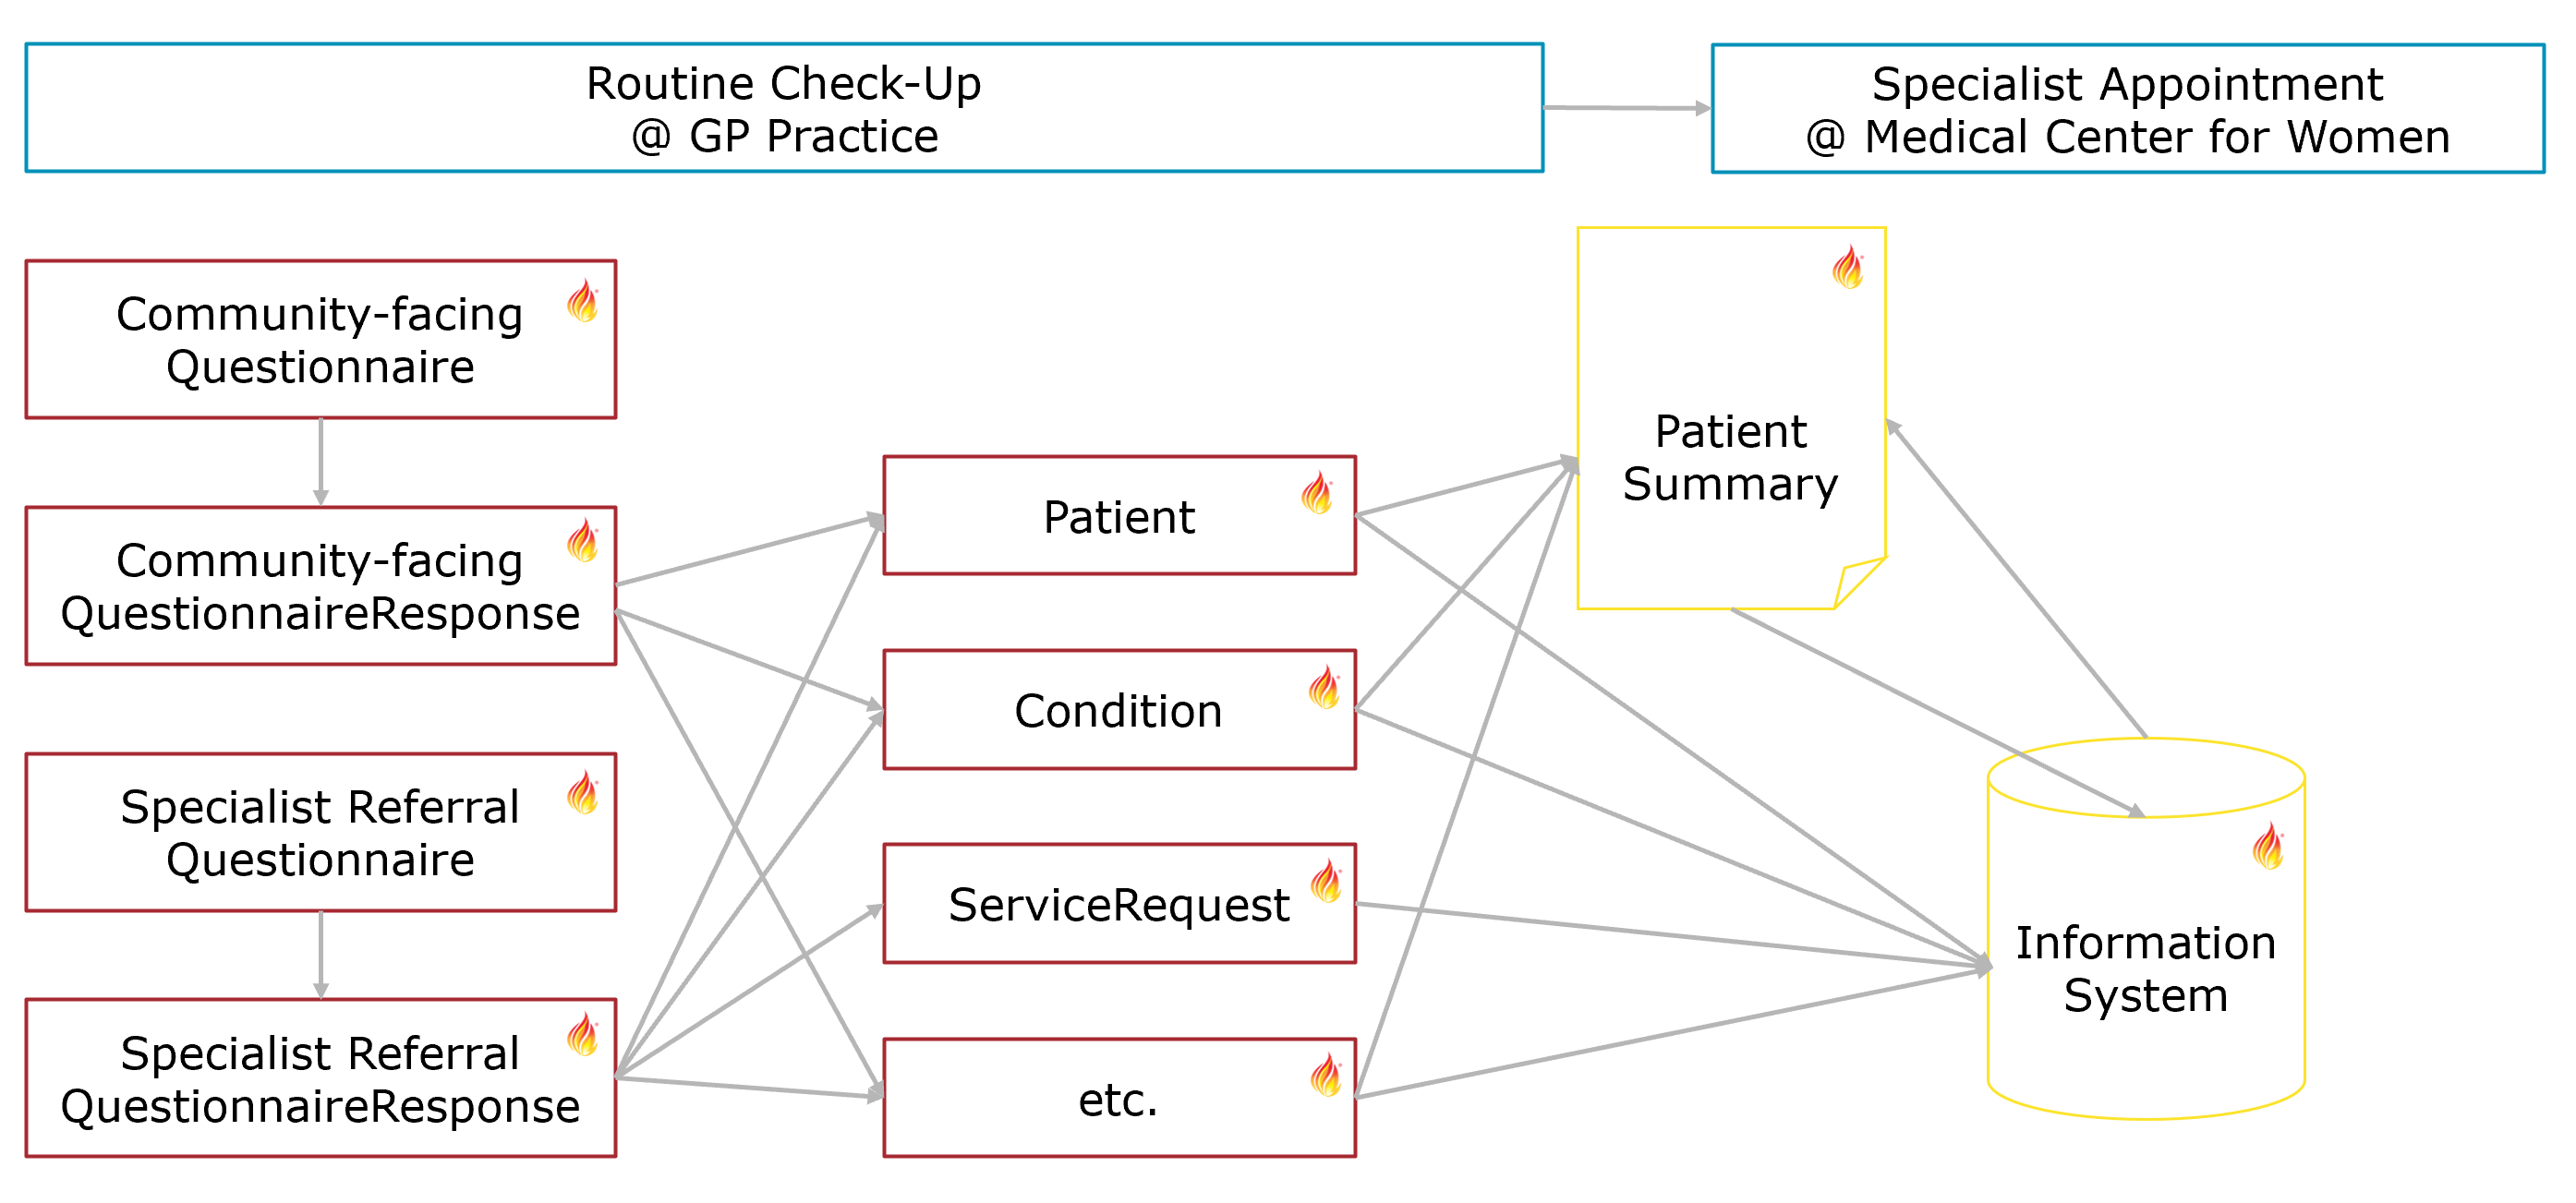 Routine Check-Up
@ GP Practice
Specialist Appointment
@ Medical Center for Women
Community-facing
Questionnaire
Community-facing
QuestionnaireResponse
Specialist Referral
Questionnaire
Specialist Referral
QuestionnaireResponse
Patient
Condition
ServiceRequest
etc.
Patient
Summary
Information
System